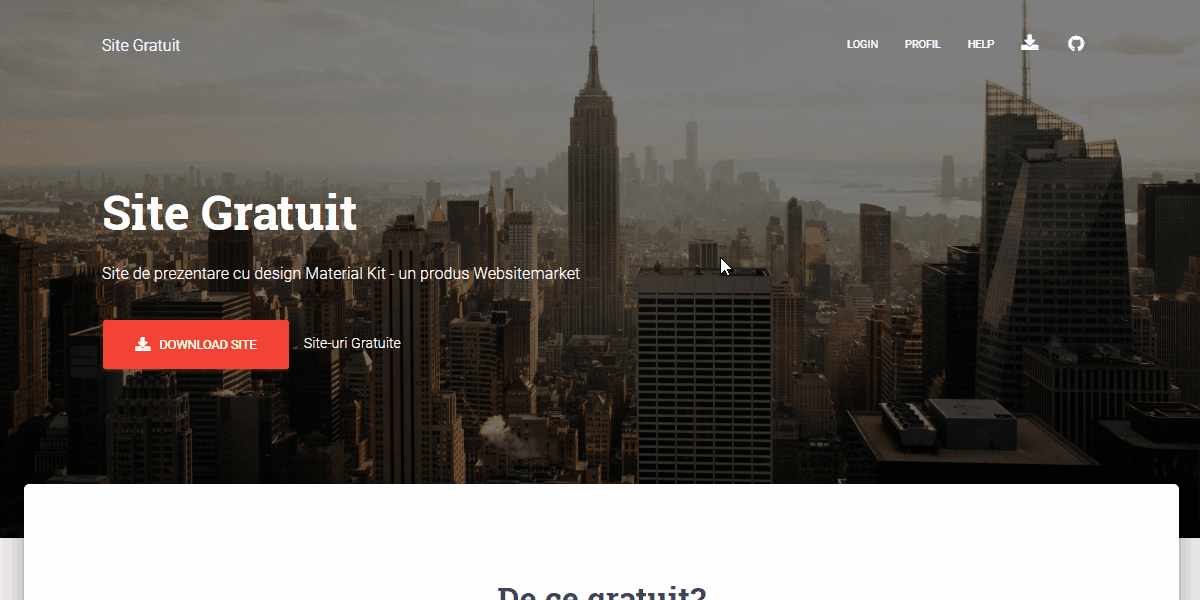 Site Gratuit
LOGIN PROFIL HELP
Site Gratuit
Site de prezentare cu design Material Kit - un produs Websitemarket
DOWNLOAD SITE Site-uri Gratuite
De ce gratuit?